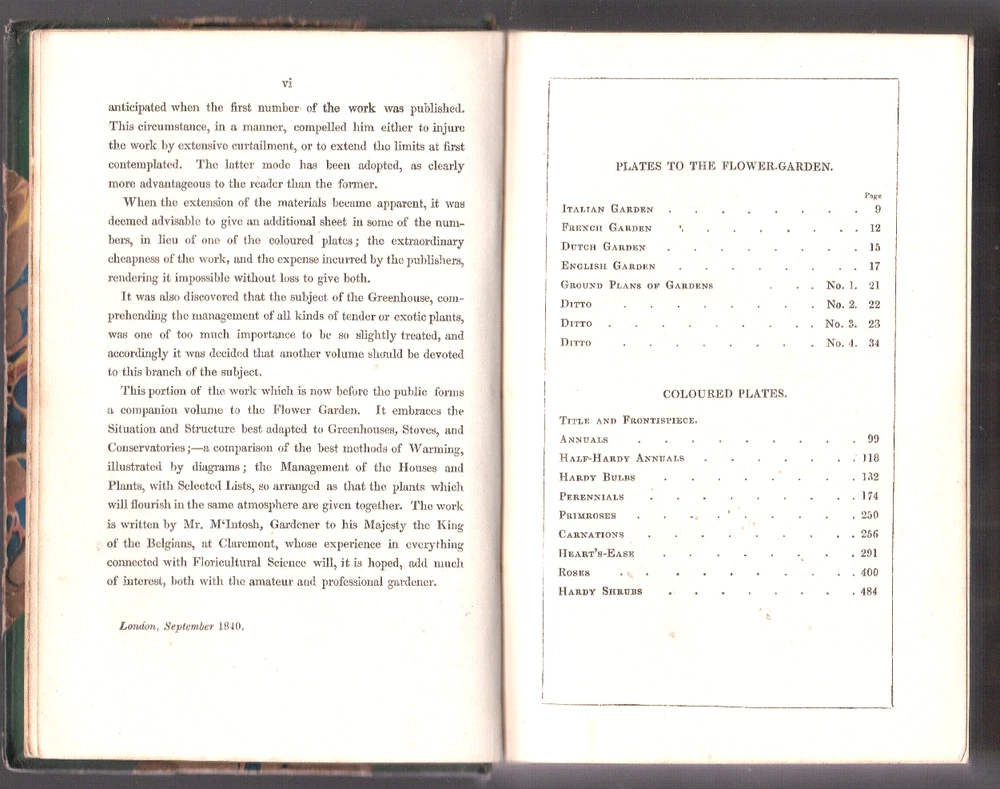 vi
anticipated when the first number of the work was published.
This circumstance, in a manner, compelled him either to injure
the work by extensive curtailment, or to extend the limits at first
contemplated. The latter mode has been adopted, as clearly
more advantageous to the reader than the former.
When the extension of the materials became apparent, it was
deemed advisable to give an additional sheet in some of the num-
bers, in lieu of one of the coloured plates; the extraordinary
cheapness of the work, and the expense incurred by the publishers,
rendering it impossible without loss to give both.
It was also discovered that the subject of the Greenhouse, com-
prehending the management of all kinds of tender or exotic plants,
was one of too much importance to be so slightly treated, and
accordingly it was decided that another volume should be devoted
to this branch of the subject.
This portion of the work which is now before the public forms
a companion volume to the Flower Garden. It embraces the
Situation and Structure best adapted to Greenhouses, Stoves, and
Conservatories;—a comparison of the best methods of Warming,
illustrated by diagrams; the Management of the Houses and
Plants, with Selected Lists, so arranged as that the plants which
will flourish in the same atmosphere are given together. The work
is written by Mr. M‘Intosh, Gardener to his Majesty the King
of the Belgians, at Claremont, whose experience in everything
connected with Floricultural Science will, it is hoped, add much
of interest, both with the amateur and professional gardener.
London, September 1840.
PLATES TO THE FLOWER-GARDEN.
Page
Italian Garden . . . . . . . . 9
French Garden . . . . . . . . 12
Dutch Garden . . . . . . . . 15
English Garden . . . . . . . . 17
Ground Plans of Gardens . . . No. 1. 21
Ditto . . . . . . . . No. 2. 22
Ditto . . . . . . . . . No. 3. 23
Ditto . . . . . . . . No. 4. 34
COLOURED PLATES.
Title and Frontispiece.
Annuals . . . . . . . . . 99
Half-Hardy Annuals . . . . . . . 118
Hardy Bulbs . . . . . . . . 132
Perennials . . . . . . . . . 174
Primroses . . . . . . . . . 250
Carnations . . . . . . . . . 256
Heart's-Ease . . . . . . . . 291
Roses . . . . . . . . . . 400
Hardy Shrubs . . . . . . . . 484